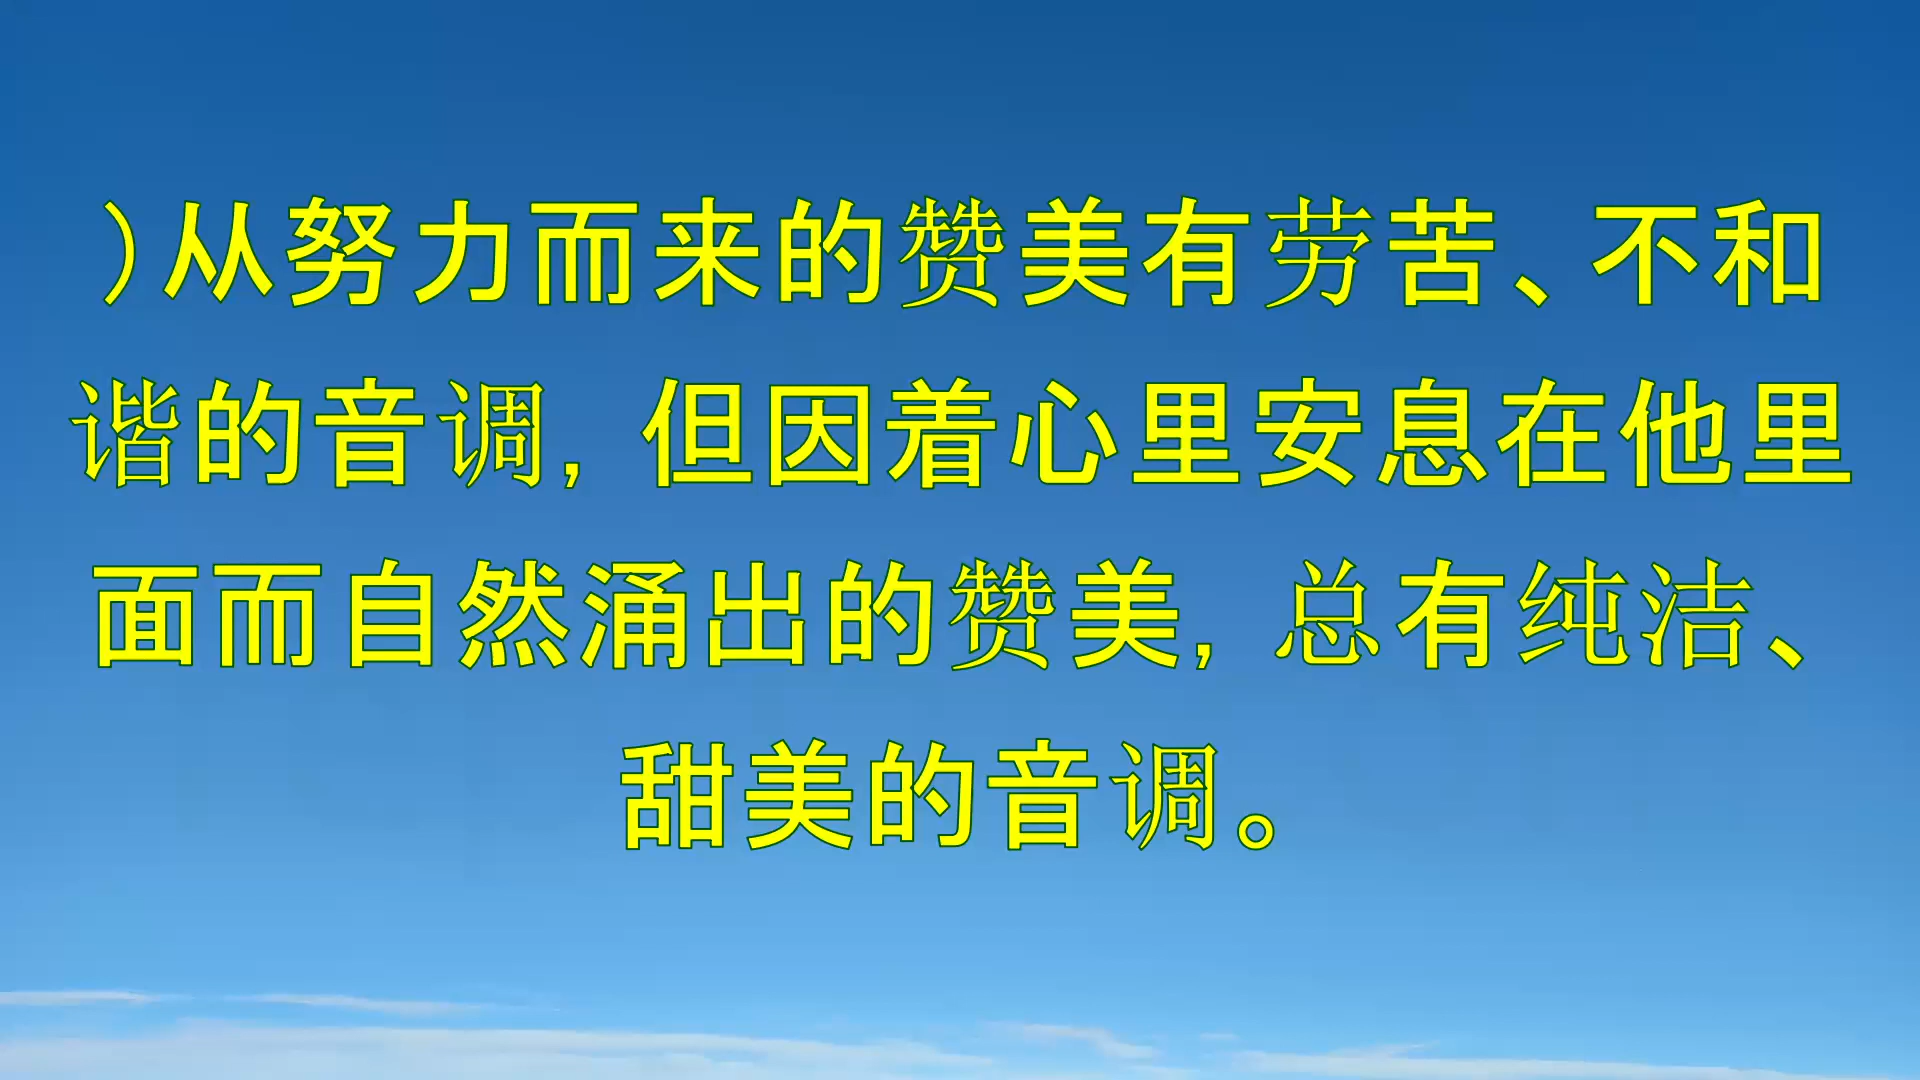 ）从努力而来的赞美有劳苦、不和
谐的音调，但因着心里安息在他里
面而自然涌出的赞美，总有纯洁、
甜美的音调。